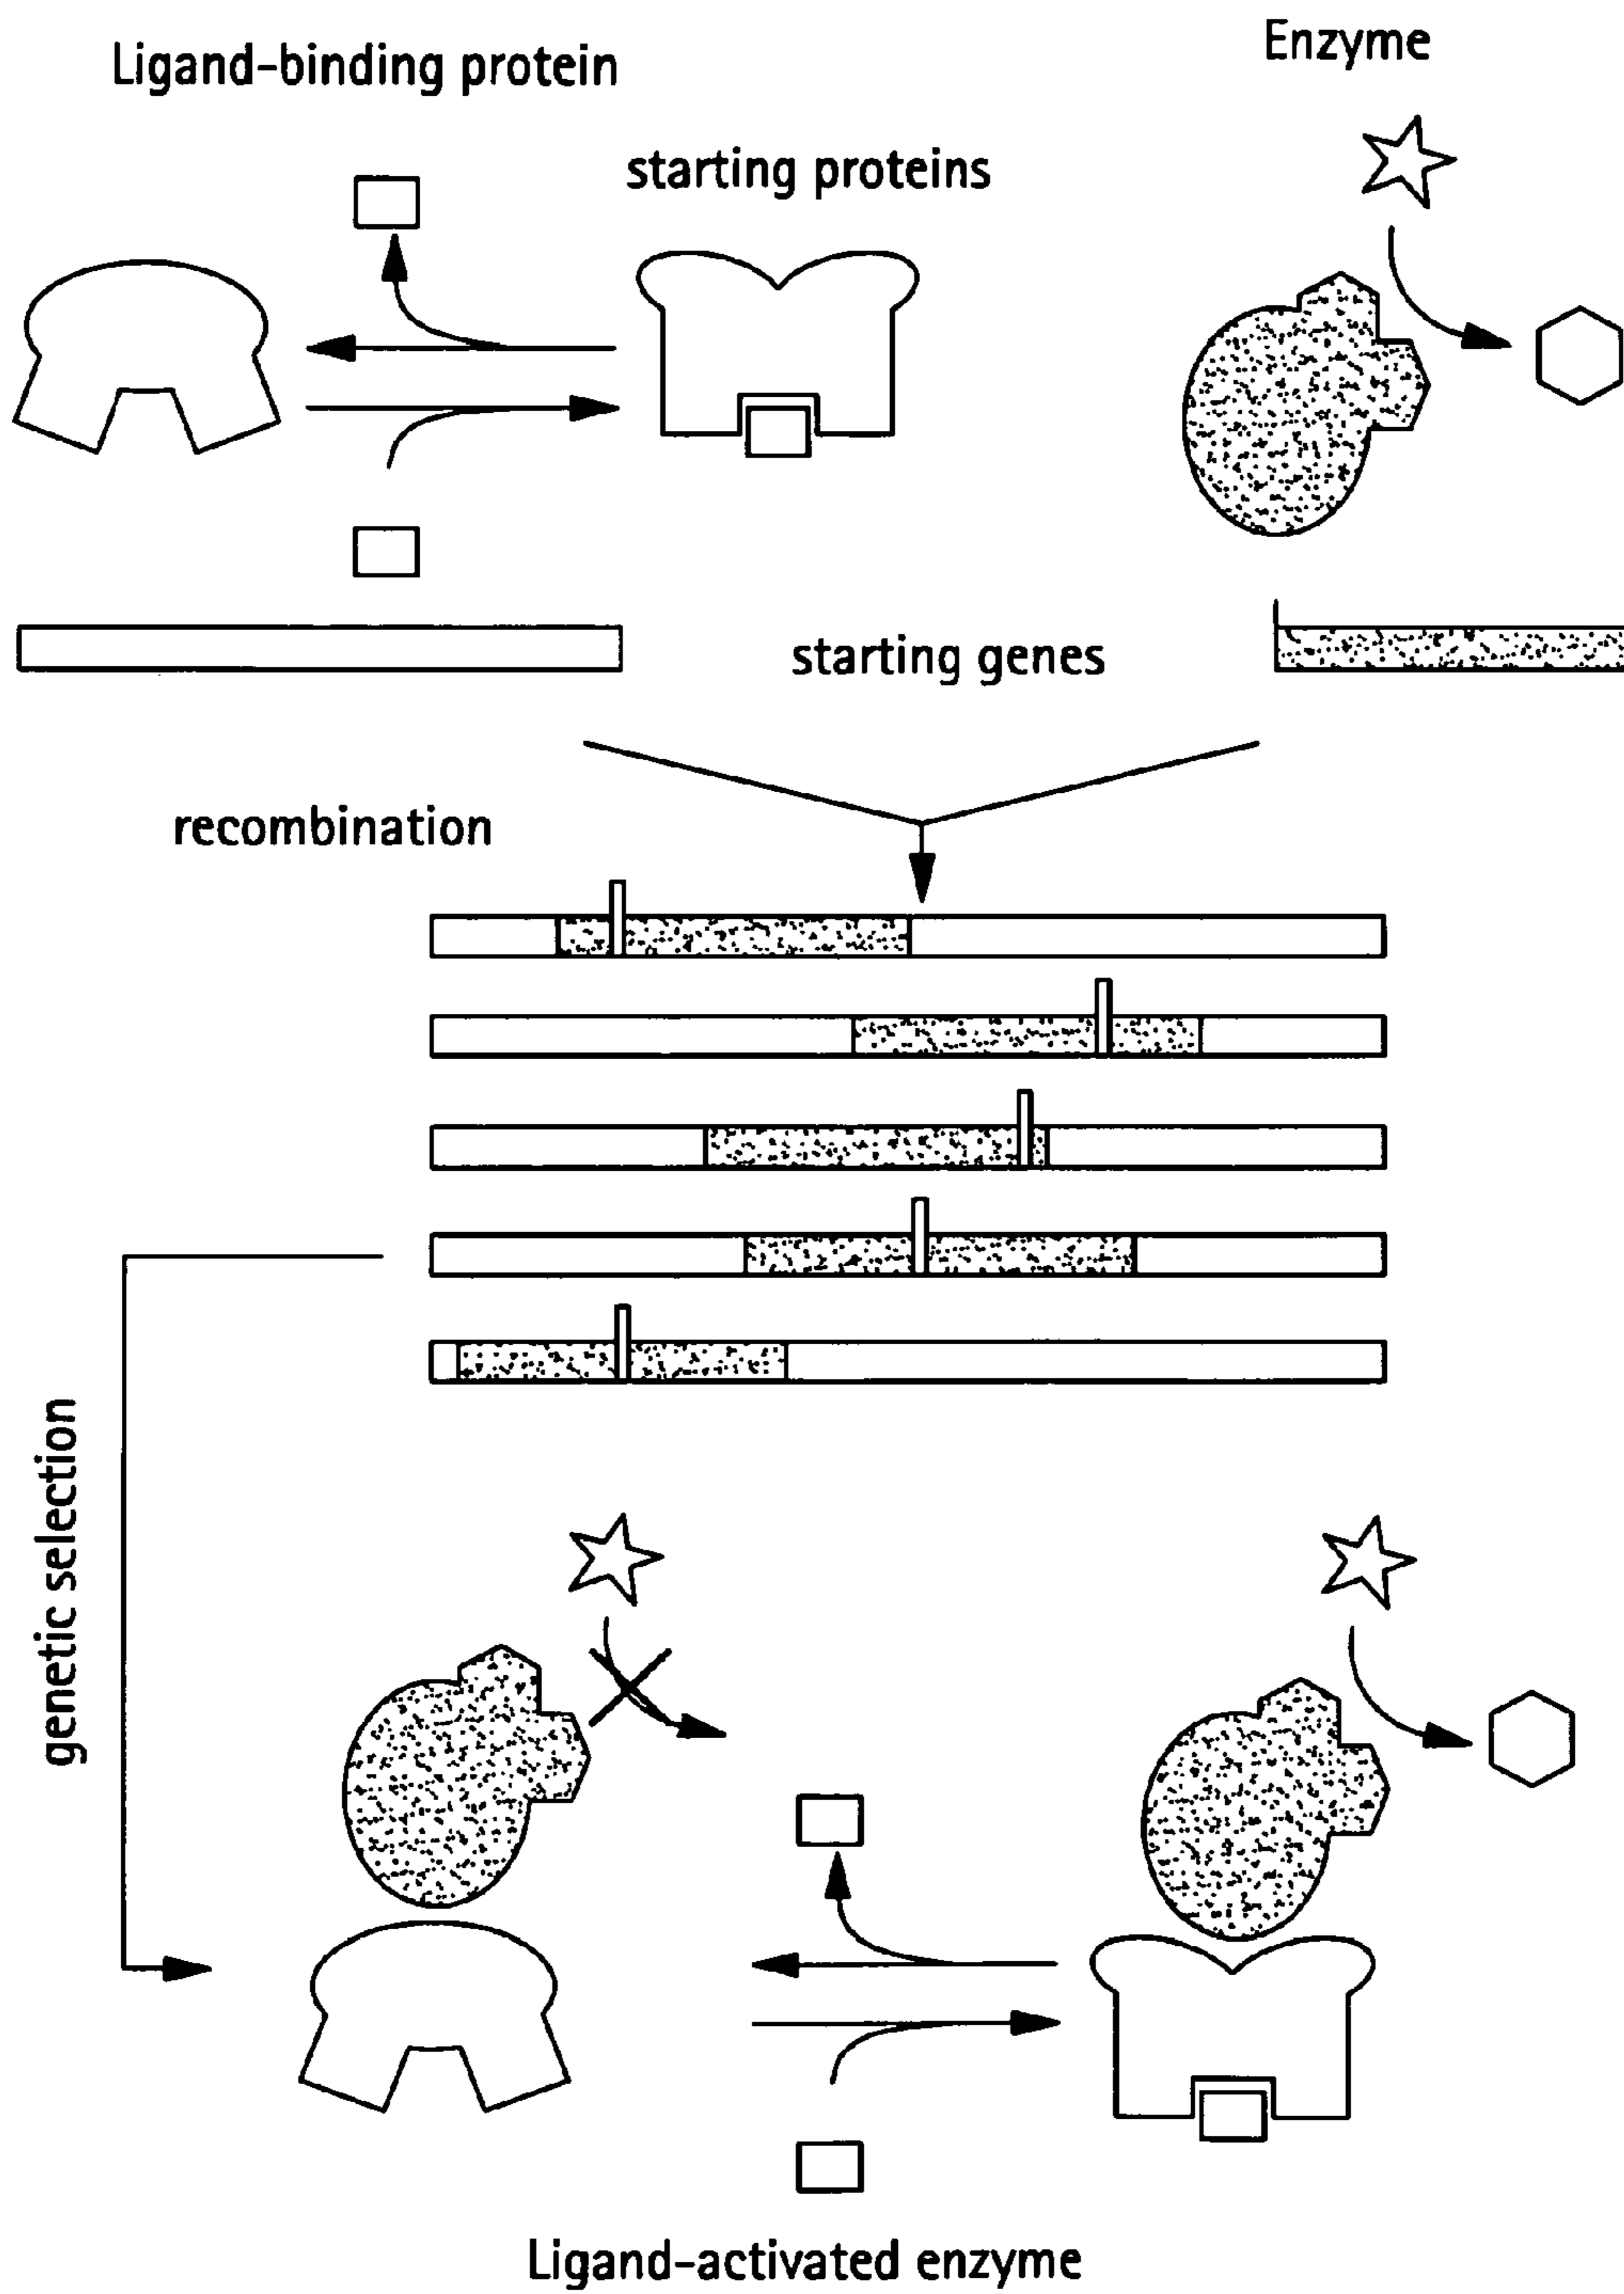 Ligand-binding protein
Enzyme
starting proteins
starting genes
recombination
genetic selection
Ligand-activated enzyme